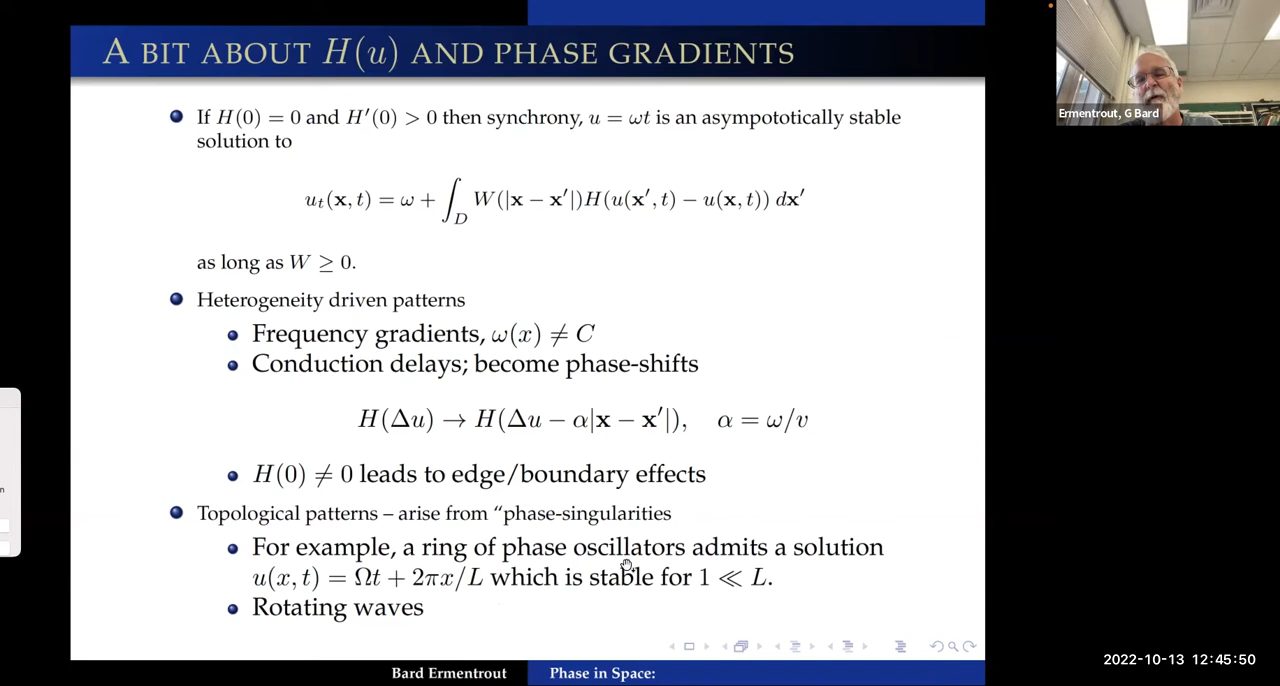 A BIT ABOUT H(u) AND PHASE GRADIENTS
If H(0) = 0 and H′(0) > 0 then synchrony, u = ωt is an asympototically stable
solution to
u_t(x, t) = ω + ∫_D W(|x − x′|)H(u(x′, t) − u(x, t)) dx′
as long as W ≥ 0.
Heterogeneity driven patterns
Frequency gradients, ω(x) ≠ C
Conduction delays; become phase-shifts
H(Δu) → H(Δu − α|x − x′|), α = ω/v
H(0) ≠ 0 leads to edge/boundary effects
Topological patterns – arise from “phase-singularities
For example, a ring of phase oscillators admits a solution
u(x, t) = Ωt + 2πx/L which is stable for 1 ≪ L.
Rotating waves
Bard Ermentrout Phase in Space:
Ermentrout, G Bard
2022-10-13 12:45:50